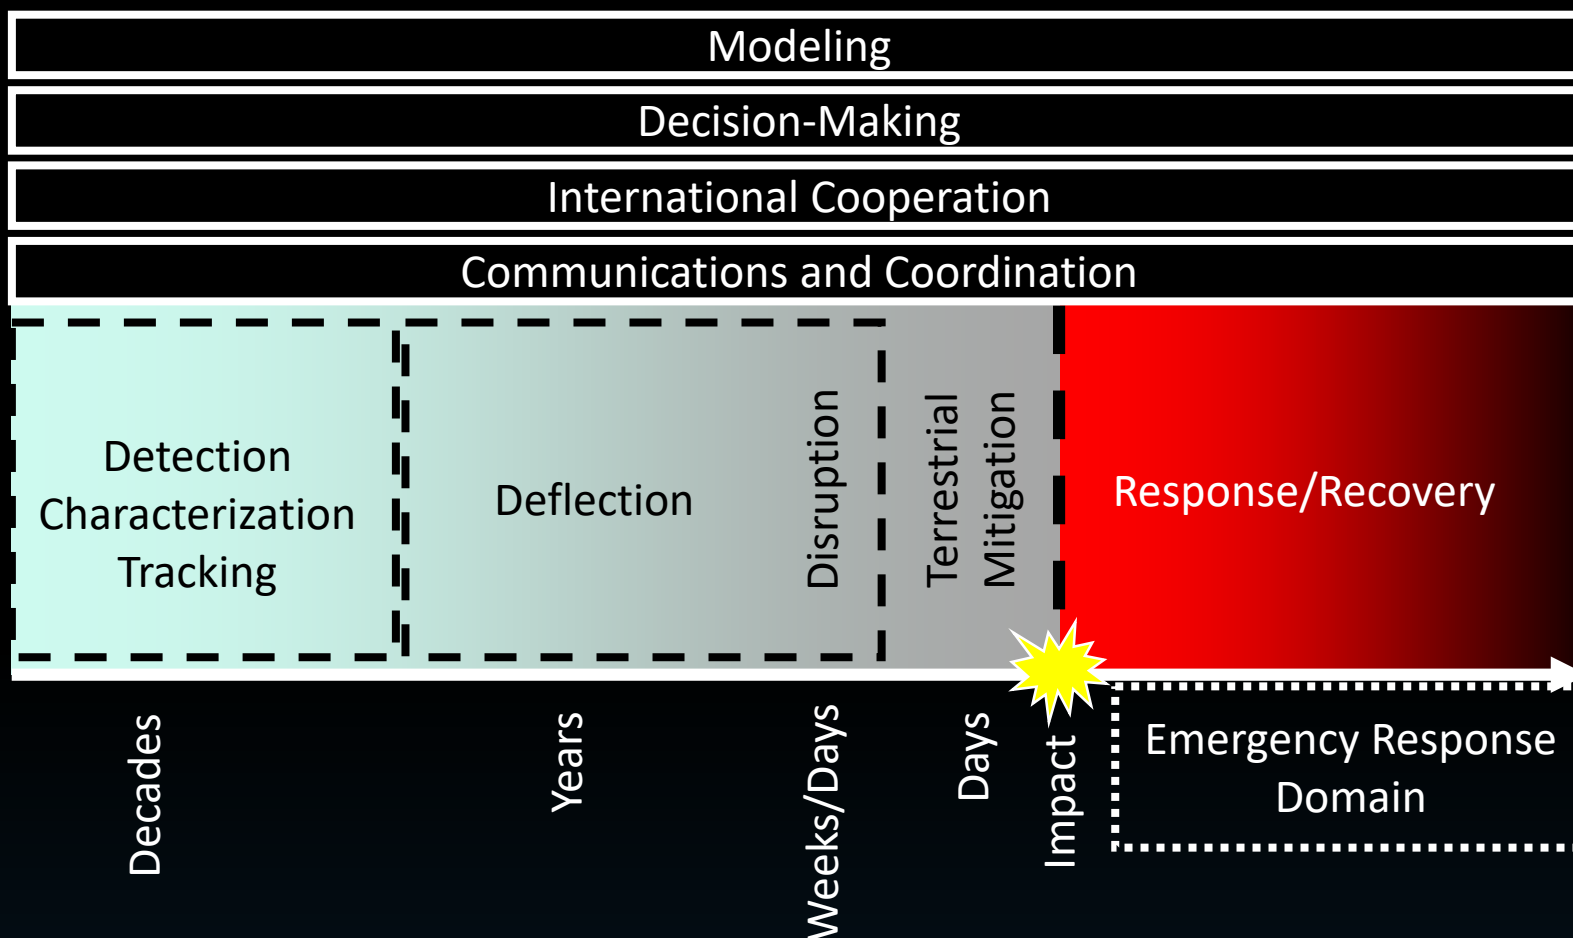 Modeling
Decision-Making
International Cooperation
Communications and Coordination
Detection
Characterization
Tracking
Deflection
Disruption
Terrestrial
Mitigation
Response/Recovery
Decades
Years
Weeks/Days
Days
Impact
Emergency Response
Domain